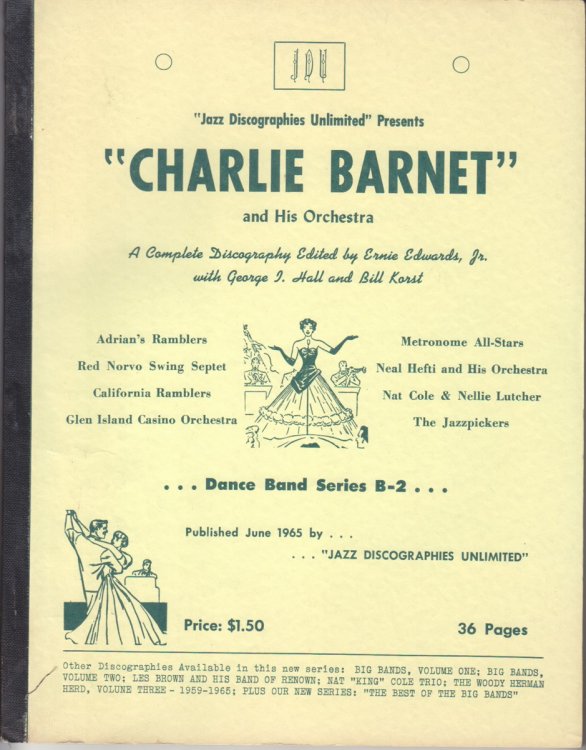 JDU
"Jazz Discographies Unlimited" Presents
"CHARLIE BARNET"
and His Orchestra
A Complete Discography Edited by Ernie Edwards, Jr.
with George I. Hall and Bill Korst
Adrian's Ramblers
Red Norvo Swing Septet
California Ramblers
Glen Island Casino Orchestra
Metronome All-Stars
Neal Hefti and His Orchestra
Nat Cole & Nellie Lutcher
The Jazzpickers
. . . Dance Band Series B-2 . . .
Published June 1965 by . . .
. . . "JAZZ DISCOGRAPHIES UNLIMITED"
Price: $1.50
36 Pages
Other Discographies Available in this new series: BIG BANDS, VOLUME ONE; BIG BANDS,
VOLUME TWO; LES BROWN AND HIS BAND OF RENOWN; NAT "KING" COLE TRIO; THE WOODY HERMAN
HERD, VOLUNE THREE - 1959-1965; PLUS OUR NEW SERIES: "THE BEST OF THE BIG BANDS"